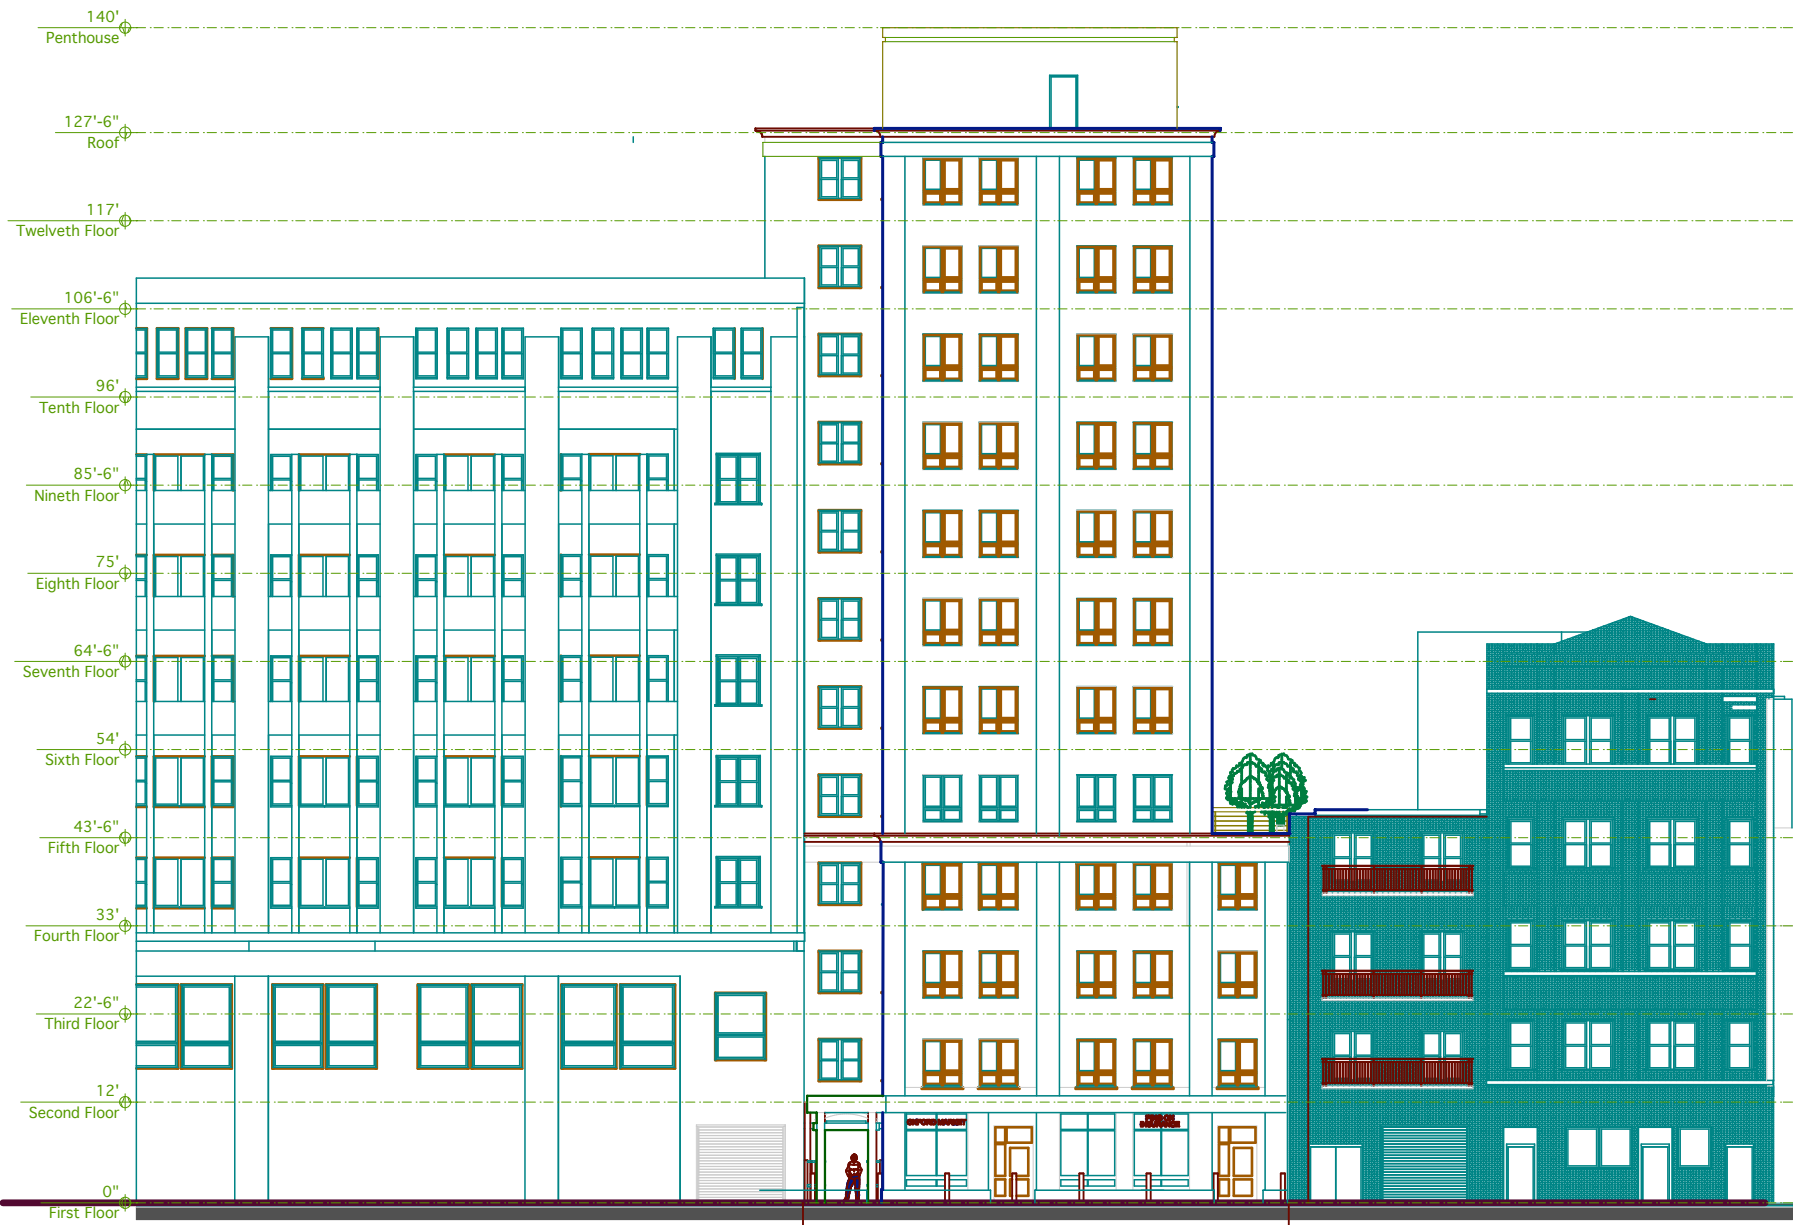 140'
Penthouse
127'-6"
Roof
117'
Twelveth Floor
106'-6"
Eleventh Floor
96'
Tenth Floor
85'-6"
Nineth Floor
75'
Eighth Floor
64'-6"
Seventh Floor
54'
Sixth Floor
43'-6"
Fifth Floor
33'
Fourth Floor
22'-6"
Third Floor
12'
Second Floor
0"
First Floor